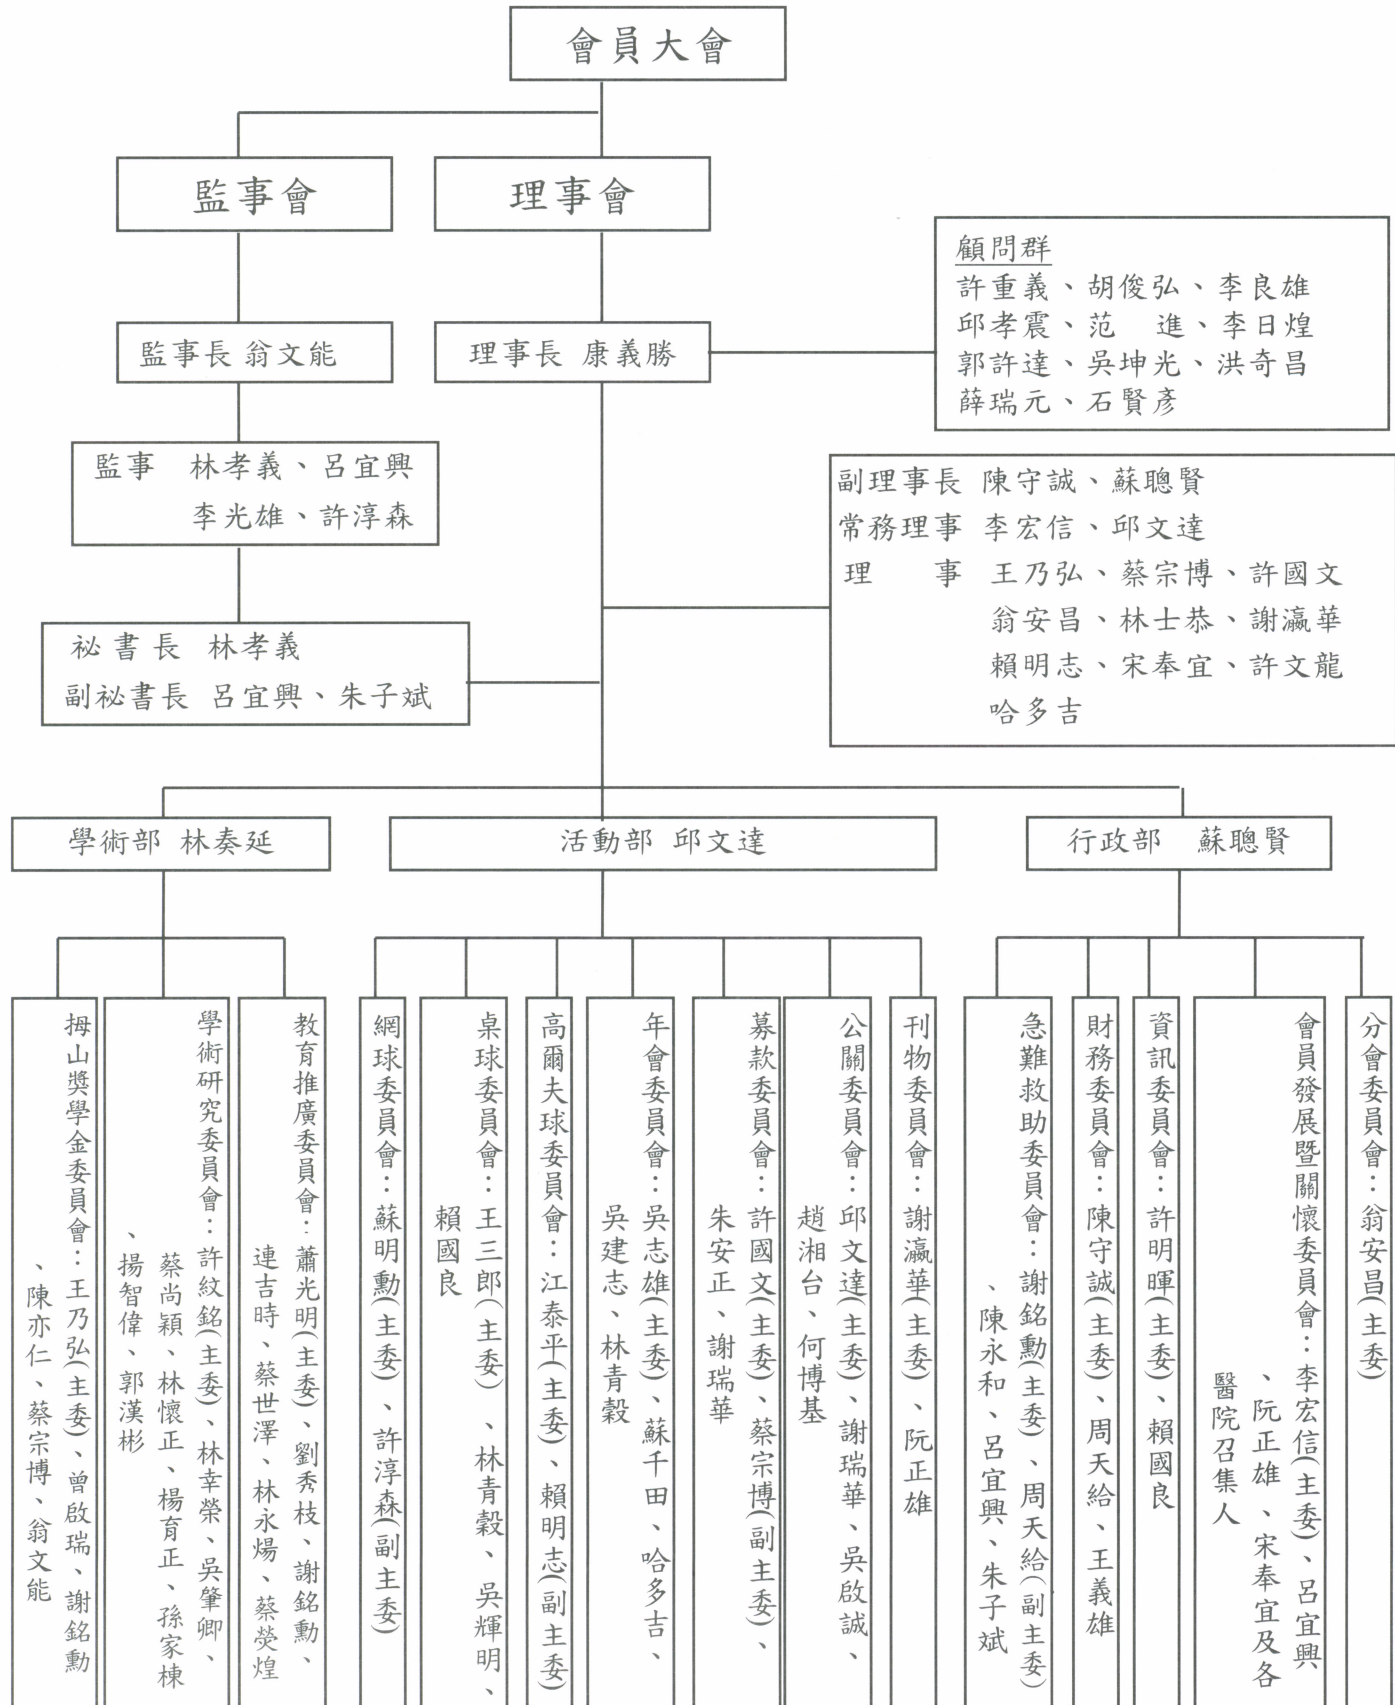 會員大會
監事會
理事會
顧問群
許重義、胡俊弘、李良雄
邱孝震、范　進、李日煌
郭許達、吳坤光、洪奇昌
薛瑞元、石賢彥
監事長 翁文能
理事長 康義勝
監事　林孝義、呂宜興
李光雄、許淳森
副理事長 陳守誠、蘇聰賢
常務理事 李宏信、邱文達
理　　事 王乃弘、蔡宗博、許國文
翁安昌、林士恭、謝瀛華
賴明志、宋奉宜、許文龍
哈多吉
祕 書 長　林孝義
副祕書長 呂宜興、朱子斌
學術部 林奏延
活動部 邱文達
行政部　蘇聰賢
拇山獎學金委員會：王乃弘(主委)、曾啟瑞、謝銘勳
、陳亦仁、蔡宗博、翁文能
學術研究委員會：許紋銘(主委)、林幸榮、吳肇卿、
蔡尚穎、林懷正、楊育正、孫家棟
、揚智偉、郭漢彬
教育推廣委員會：蕭光明(主委)、劉秀枝、謝銘勳、
連吉時、蔡世澤、林永煬、蔡熒煌
網球委員會：蘇明勳(主委)、許淳森(副主委)
桌球委員會：王三郎(主委)、林青穀、吳輝明、
賴國良
高爾夫球委員會：江泰平(主委)、賴明志(副主委)
年會委員會：吳志雄(主委)、蘇千田、哈多吉、
吳建志、林青穀
募款委員會：許國文(主委)、蔡宗博(副主委)、
朱安正、謝瑞華
公關委員會：邱文達(主委)、謝瑞華、吳啟誠、
趙湘台、何博基
刊物委員會：謝瀛華(主委)、阮正雄
急難救助委員會：謝銘勳(主委)、周天給(副主委)
、陳永和、呂宜興、朱子斌
財務委員會：陳守誠(主委)、周天給、王義雄
資訊委員會：許明暉(主委)、賴國良
會員發展暨關懷委員會：李宏信(主委)、呂宜興
、阮正雄、宋奉宜及各
醫院召集人
分會委員會：翁安昌(主委)